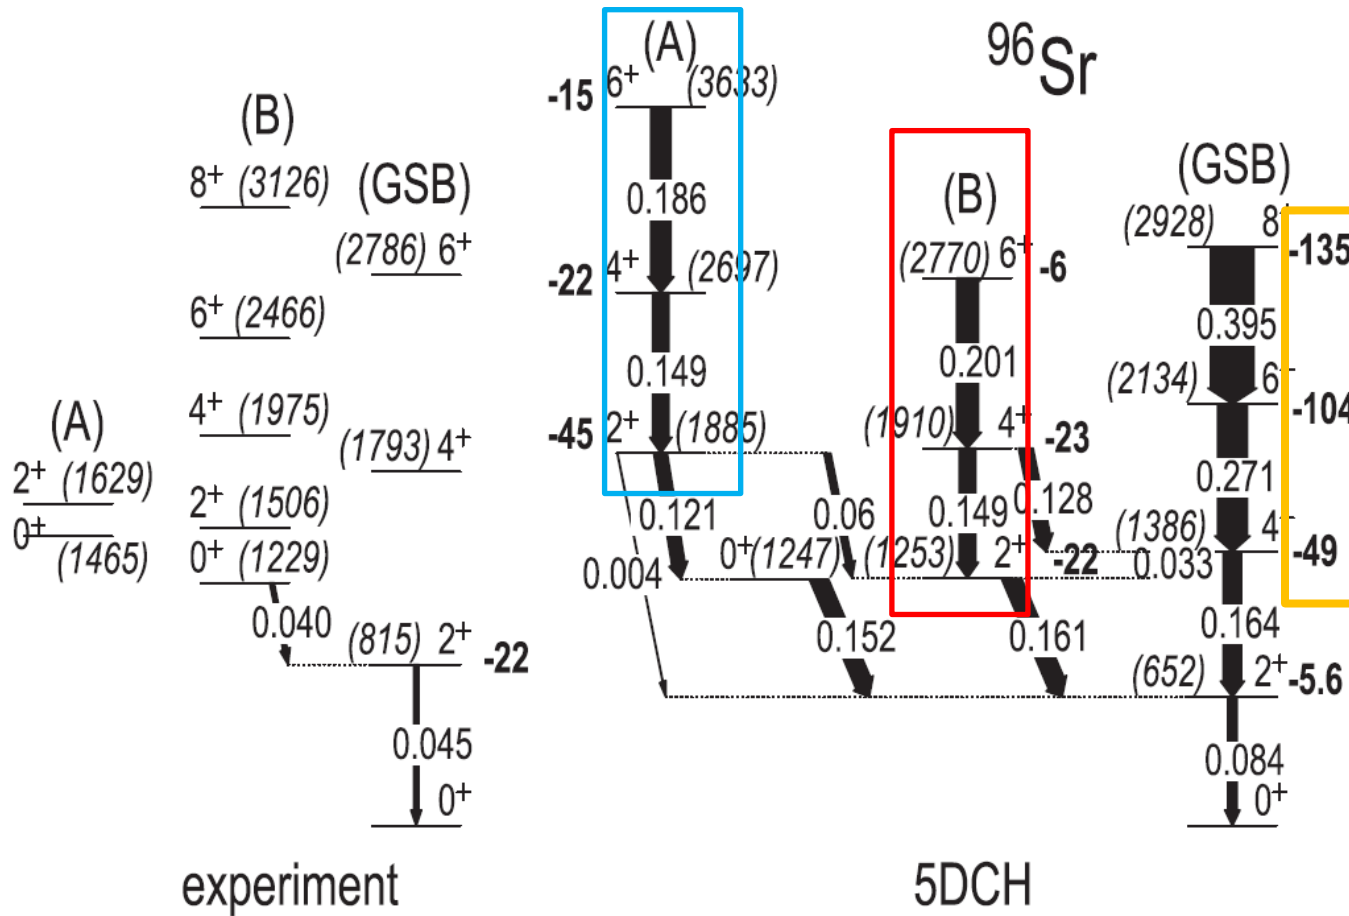 96Sr
(A)
-15 6+ (3633)
0.186
-22 4+ (2697)
0.149
-45 2+ (1885)
0.121
0.06
0.004
0+ (1247)
0.152
(B)
(2770) 6+ -6
0.201
(1910) 4+ -23
0.149
0.128
(1253) 2+ -22
0.033
0.161
(GSB)
(2928) 8+ -135
0.395
(2134) 6 -104
0.271
(1386) 4 -49
0.164
(652) 2+ -5.6
0.084
0+
5DCH
(B)
8+ (3126)
6+ (2466)
4+ (1975)
2+ (1506)
0+ (1229)
0.040
(GSB)
(2786) 6+
(1793) 4+
(815) 2+ -22
0.045
0+
(A)
2+ (1629)
0+
(1465)
experiment